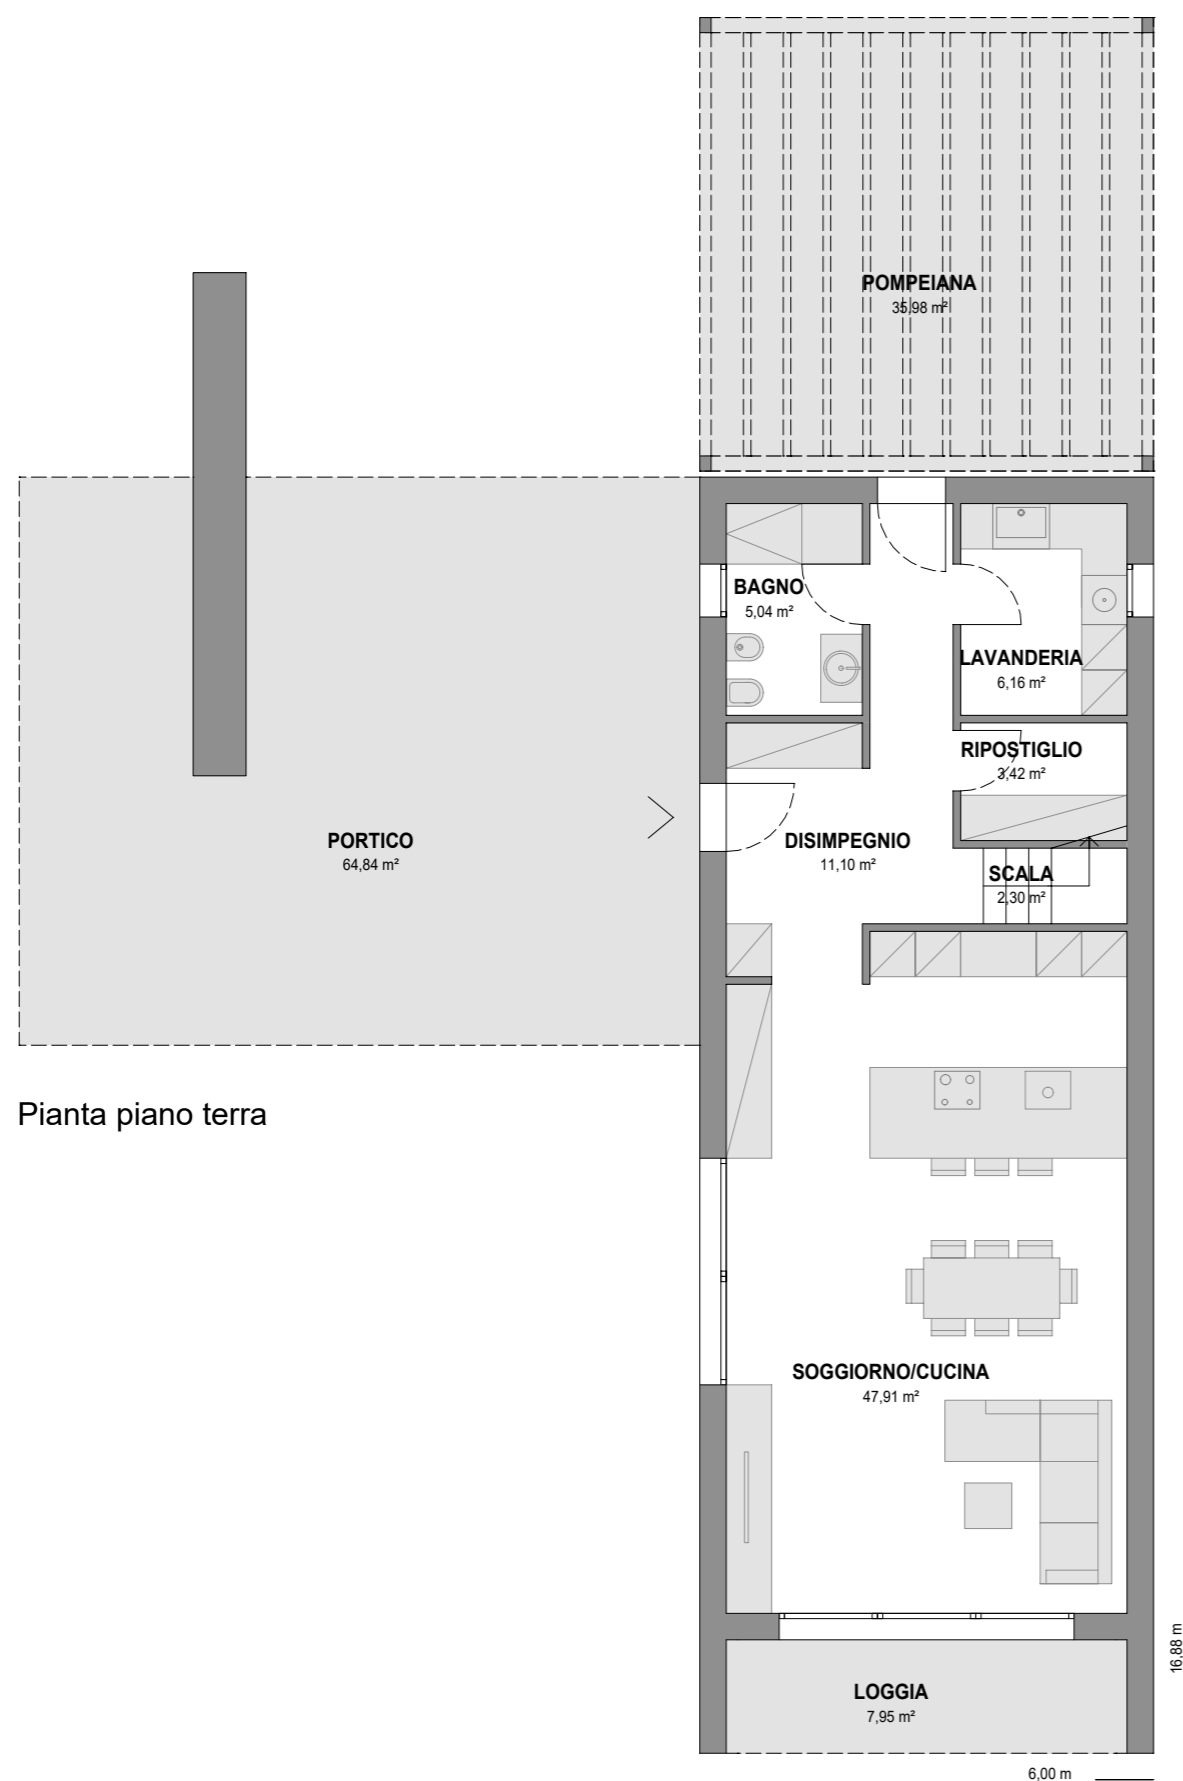 POMPEIANA
35,98 m²
BAGNO
5,04 m²
LAVANDERIA
6,16 m²
RIPOSTIGLIO
3,42 m²
PORTICO
64,84 m²
DISIMPEGNIO
11,10 m²
SCALA
2,30 m²
Pianta piano terra
SOGGIORNO/CUCINA
47,91 m²
LOGGIA
7,95 m²
16,88 m
6,00 m